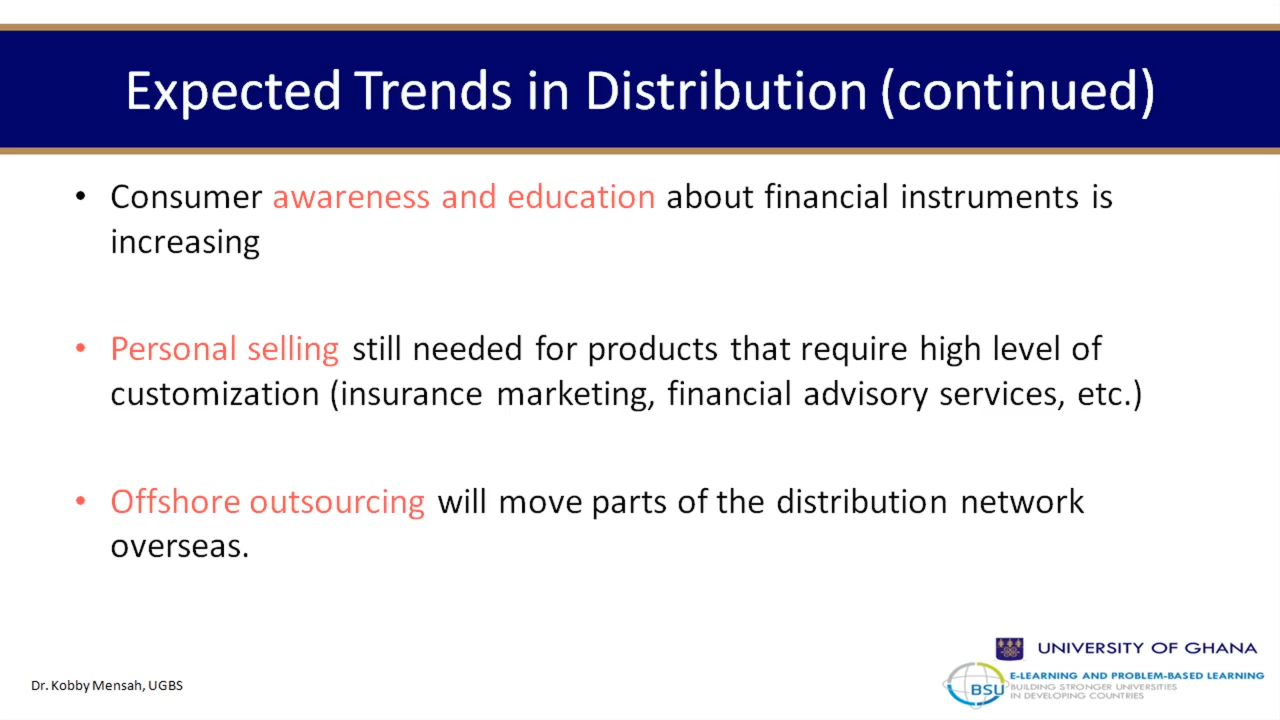 Expected Trends in Distribution (continued)
• Consumer awareness and education about financial instruments is
increasing
• Personal selling still needed for products that require high level of
customization (insurance marketing, financial advisory services, etc.)
• Offshore outsourcing will move parts of the distribution network
overseas.
UNIVERSITY OF GHANA
BSU
E-LEARNING AND PROBLEM-BASED LEARNING
BUILDING STRONGER UNIVERSITIES
IN DEVELOPING COUNTRIES
Dr. Kobby Mensah, UGBS